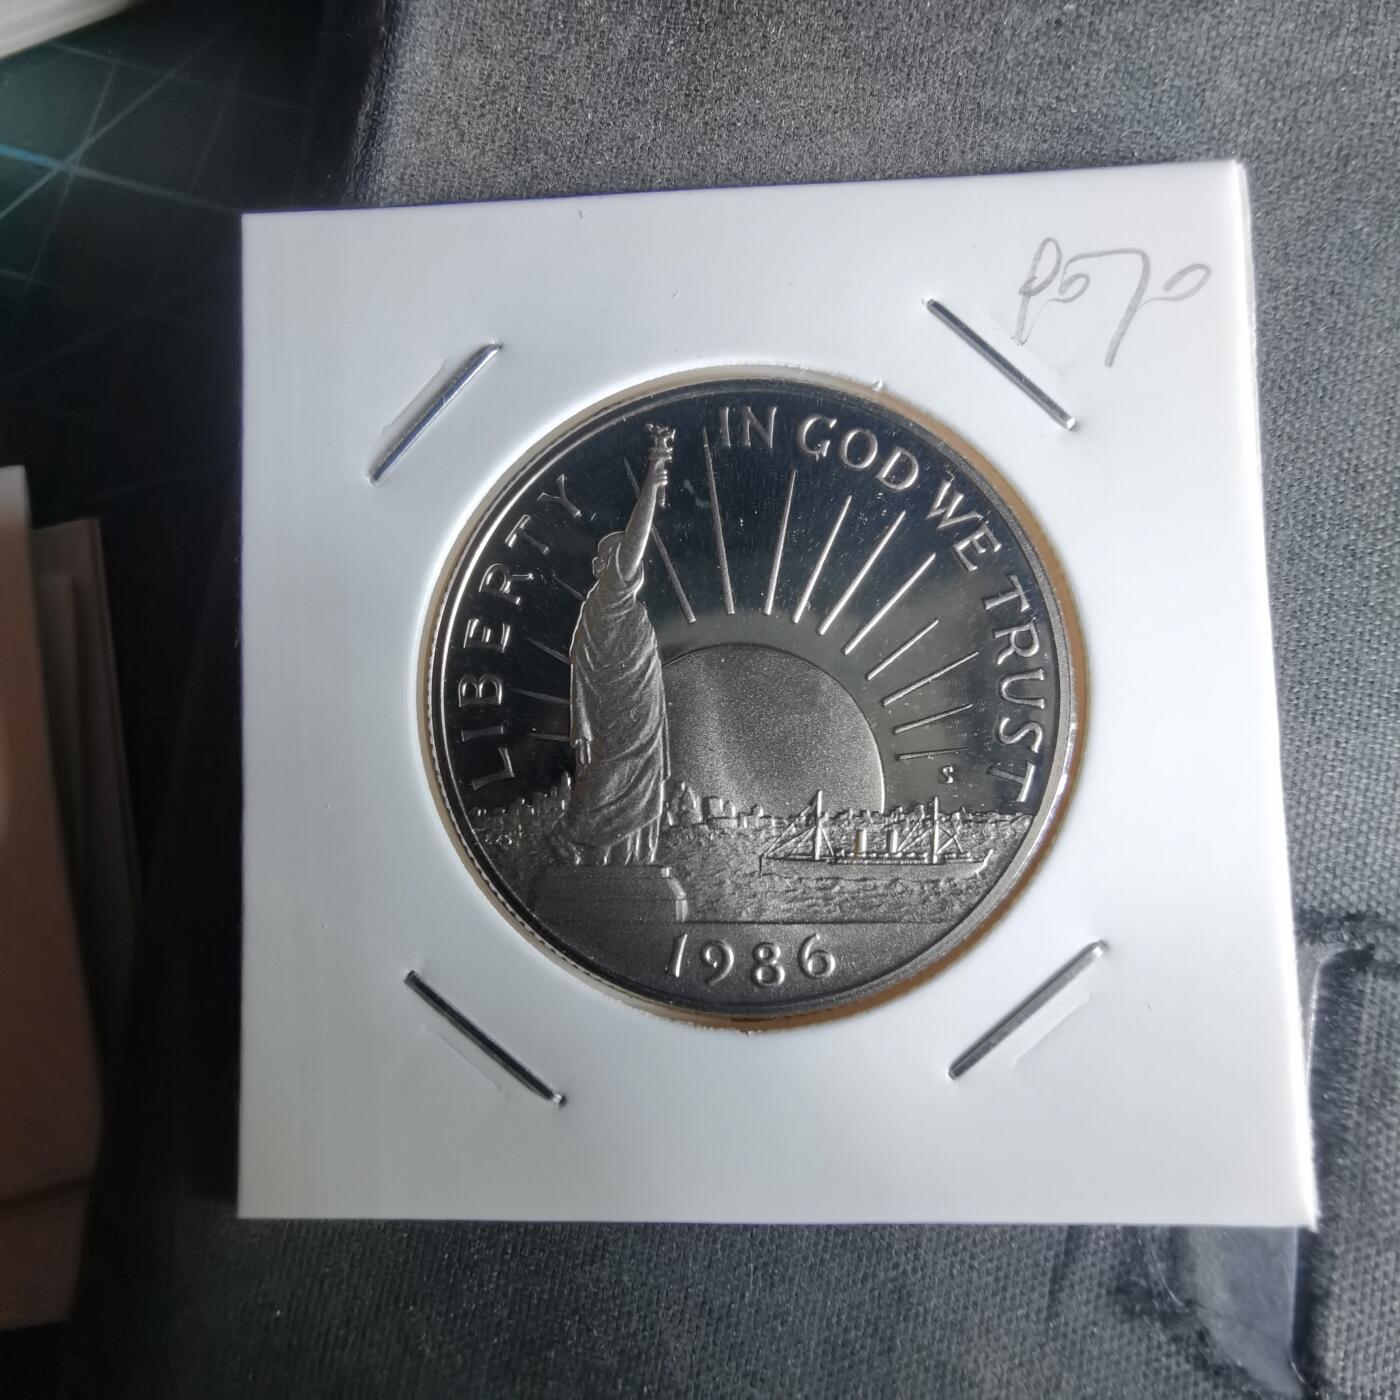 LIBERTY
IN GOD WE TRUST
S
1986